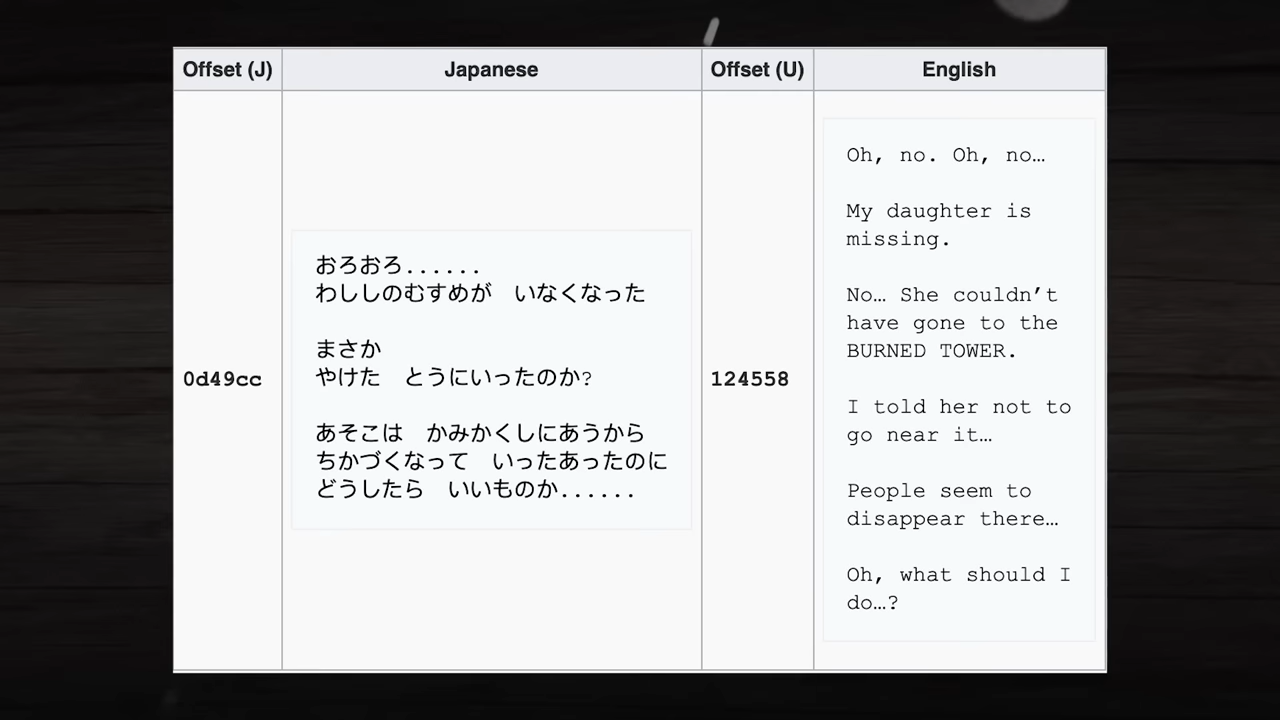 Offset (J)
Japanese
Offset (U)
English
0d49cc
おろおろ......
わししのむすめが　いなくなった
まさか
やけた　とうにいったのか?
あそこは　かみかくしにあうから
ちかづくなって　いったあったのに
どうしたら　いいものか......
124558
Oh, no. Oh, no…
My daughter is
missing.
No… She couldn’t
have gone to the
BURNED TOWER.
I told her not to
go near it…
People seem to
disappear there…
Oh, what should I
do…?